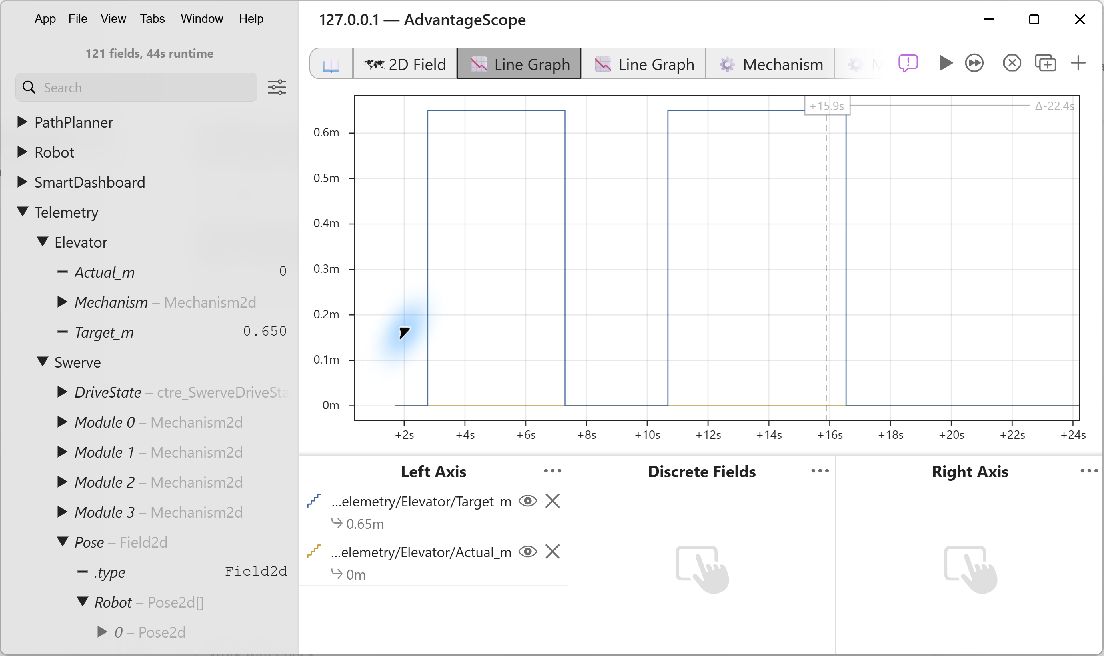 App File View Tabs Window Help
127.0.0.1 — AdvantageScope
121 fields, 44s runtime
Search
2D Field
Line Graph
Line Graph
Mechanism
M
PathPlanner
Robot
SmartDashboard
Telemetry
Elevator
Actual_m 0
Mechanism – Mechanism2d
Target_m 0.650
Swerve
DriveState – ctre_SwerveDriveSta
Module 0 – Mechanism2d
Module 1 – Mechanism2d
Module 2 – Mechanism2d
Module 3 – Mechanism2d
Pose – Field2d
.type Field2d
Robot – Pose2d[]
0 – Pose2d
+15.9s
Δ-22.4s
0.6m
0.5m
0.4m
0.3m
0.2m
0.1m
0m
+2s +4s +6s +8s +10s +12s +14s +16s +18s +20s +22s +24s
Left Axis
...elemetry/Elevator/Target_m
0.65m
...elemetry/Elevator/Actual_m
0m
Discrete Fields
Right Axis